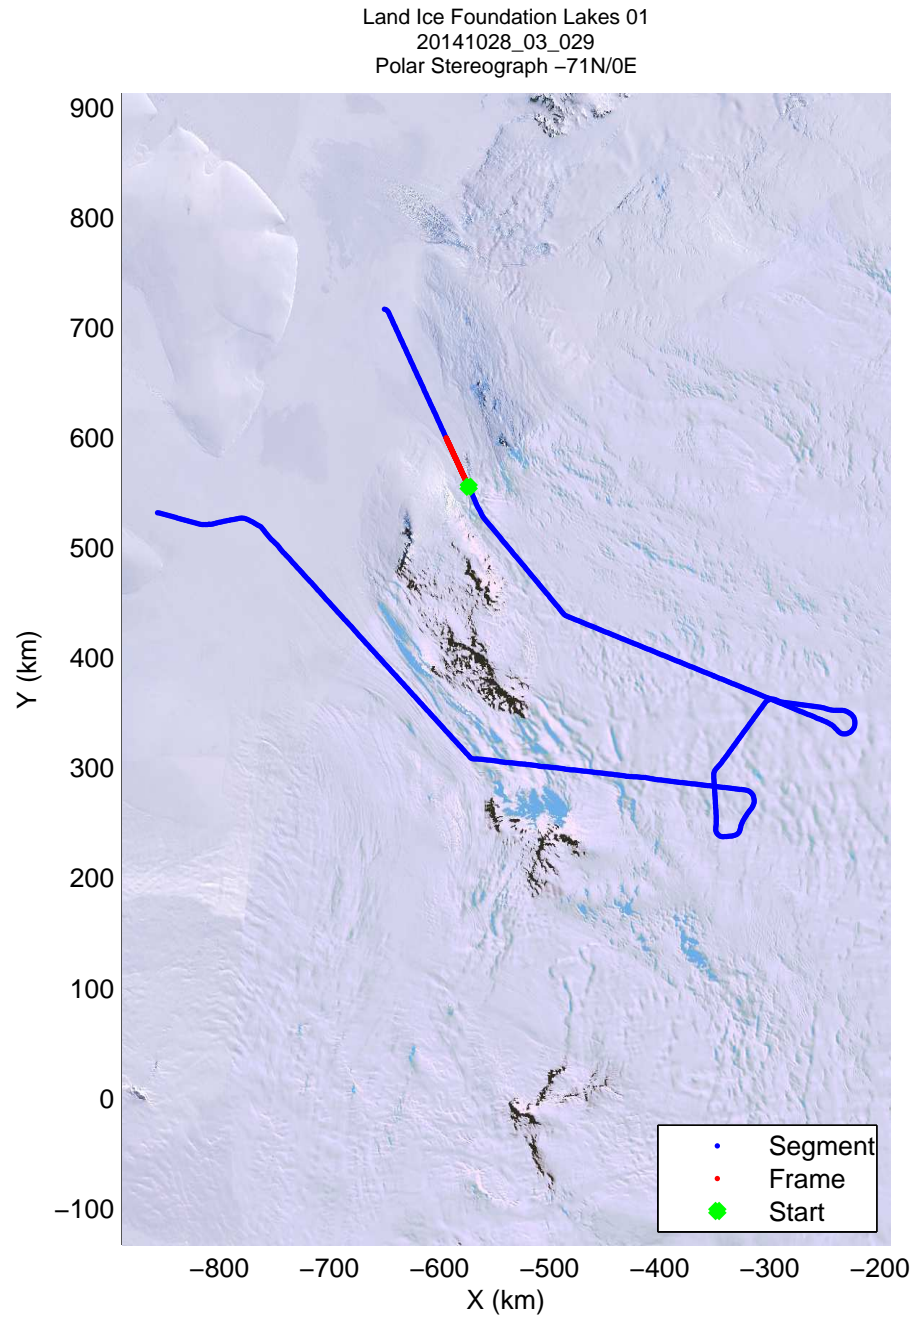 Land Ice Foundation Lakes 01
20141028_03_029
Polar Stereograph −71N/0E
900
800
700
600
500
400
300
200
100
0
−100
Y (km)
−800
−700
−600
−500
−400
−300
−200
X (km)
Segment
Frame
Start